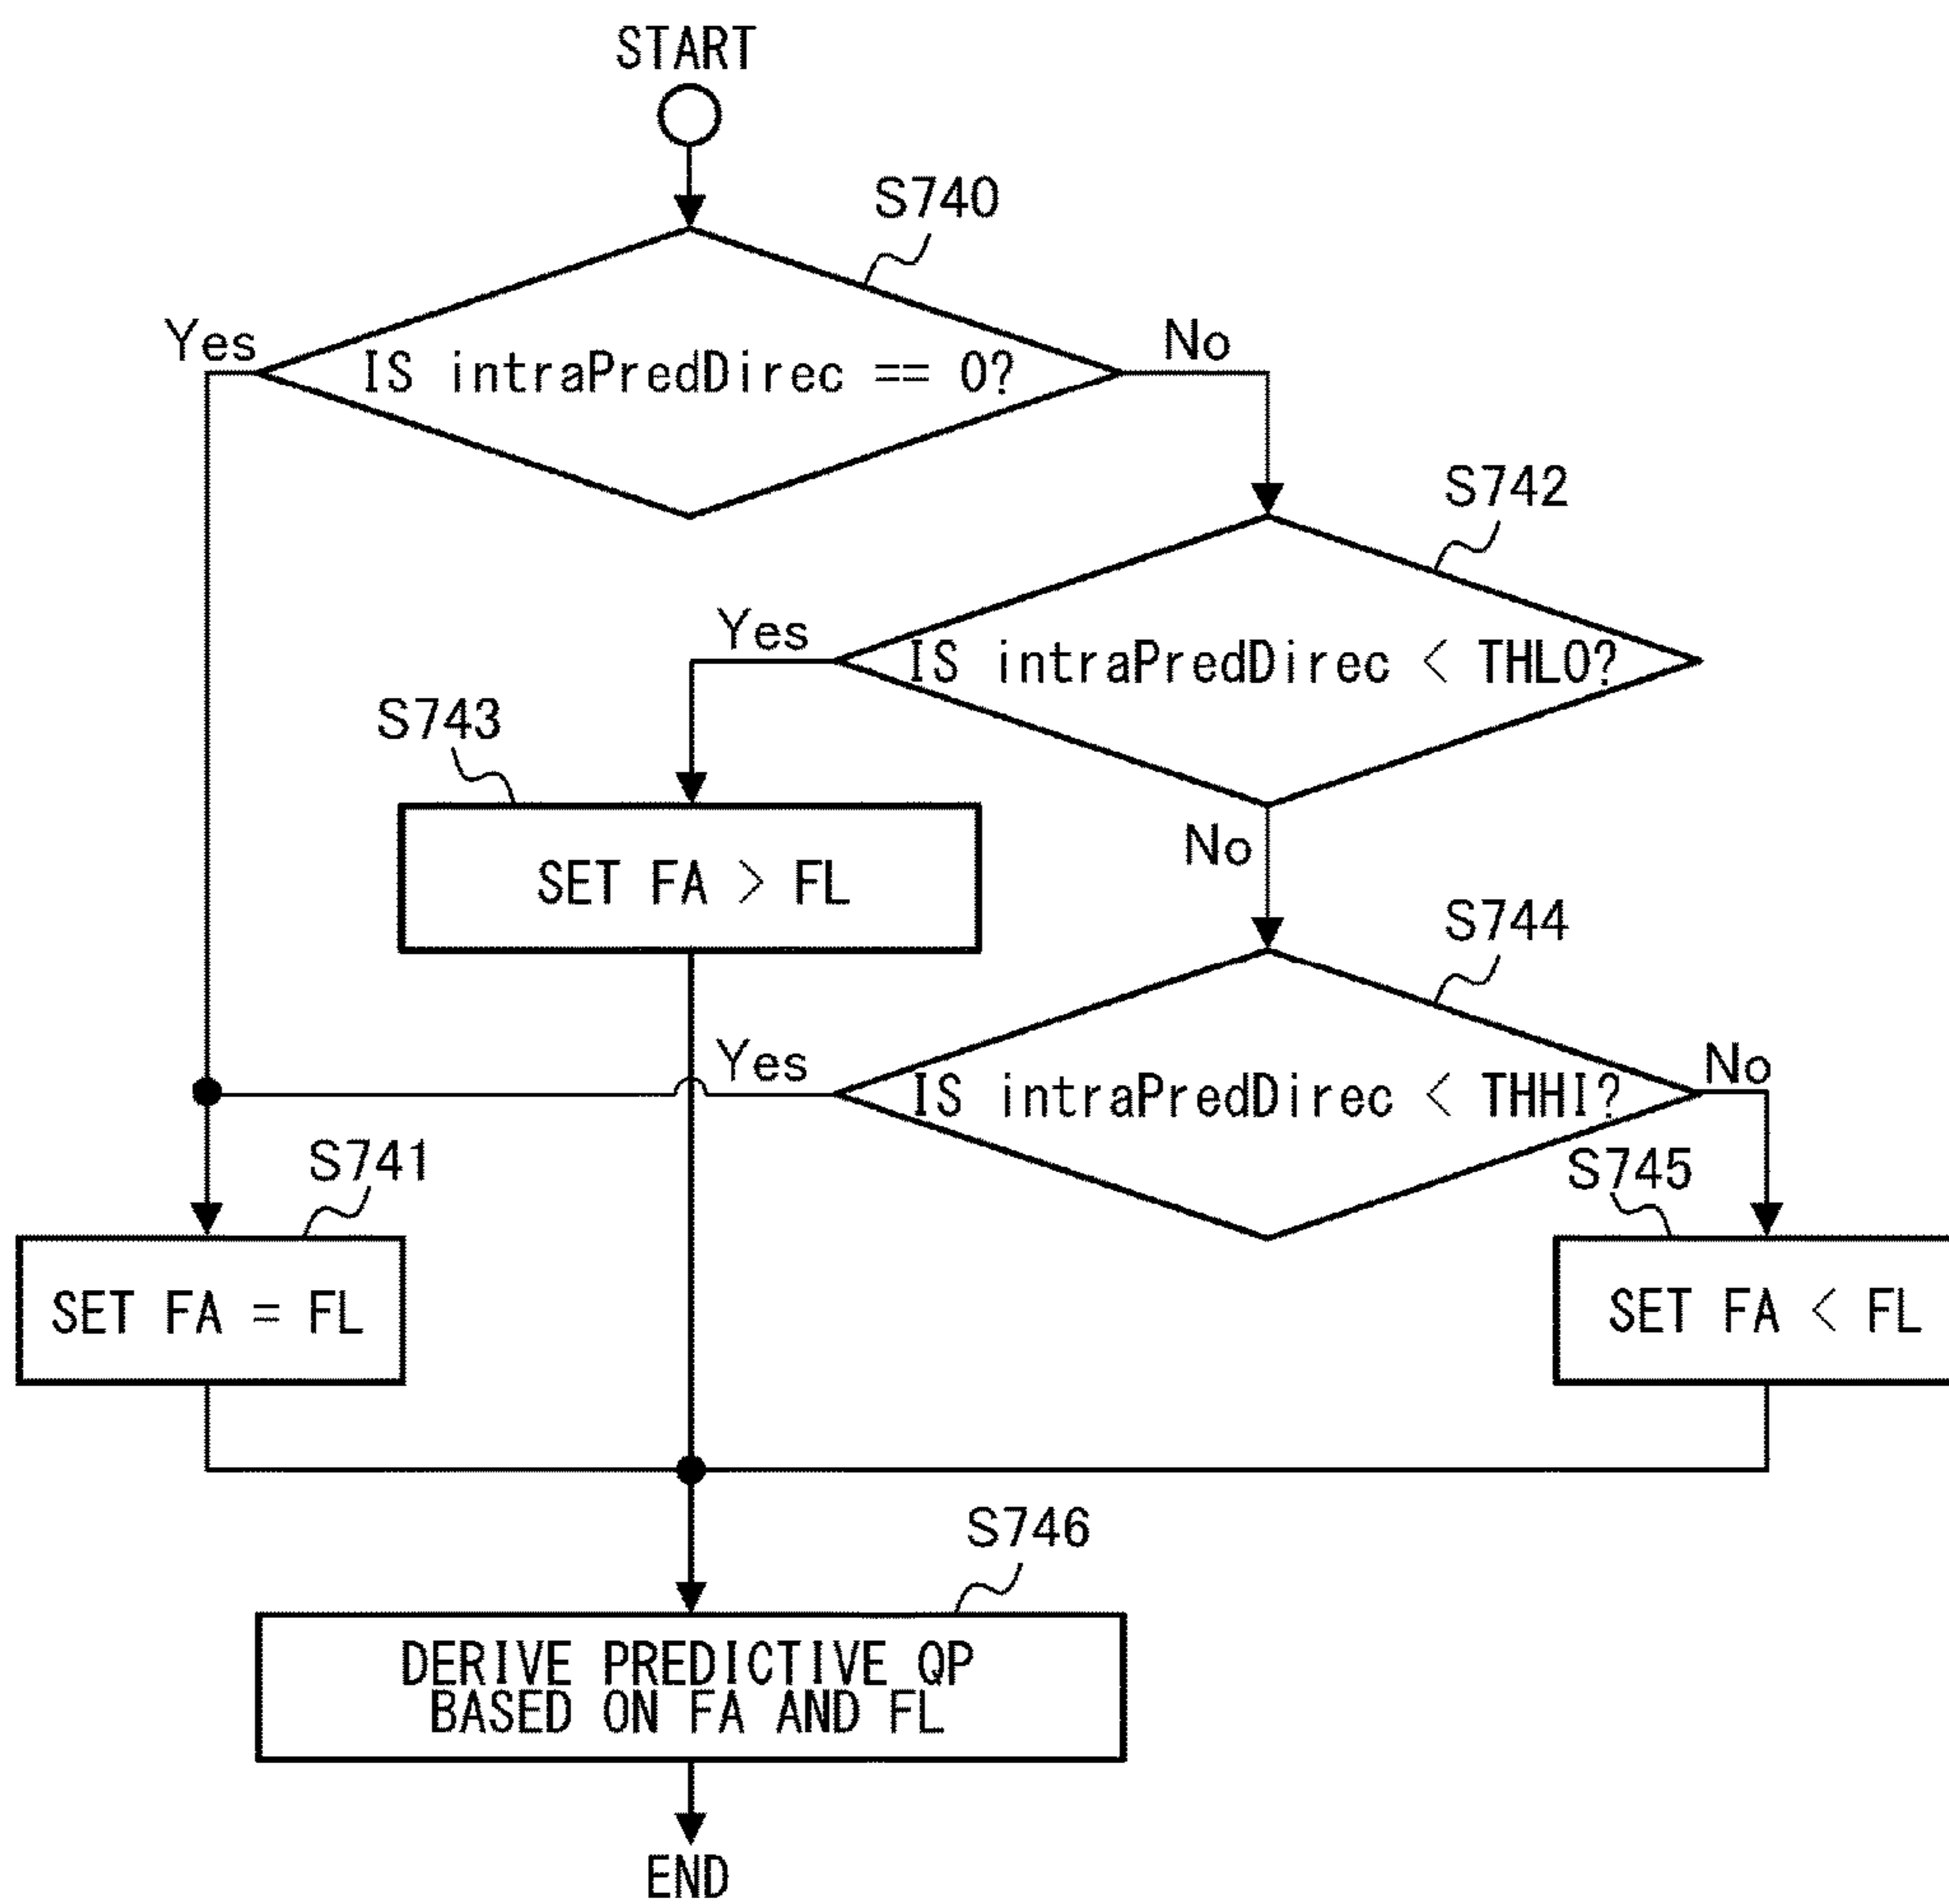 START
S740
Yes
No
IS intraPredDirec == 0?
S742
Yes
IS intraPredDirec < THLO?
S743
No
SET FA > FL
S744
Yes
No
IS intraPredDirec < THHI?
S741
S745
SET FA = FL
SET FA < FL
S746
DERIVE PREDICTIVE QP
BASED ON FA AND FL
END